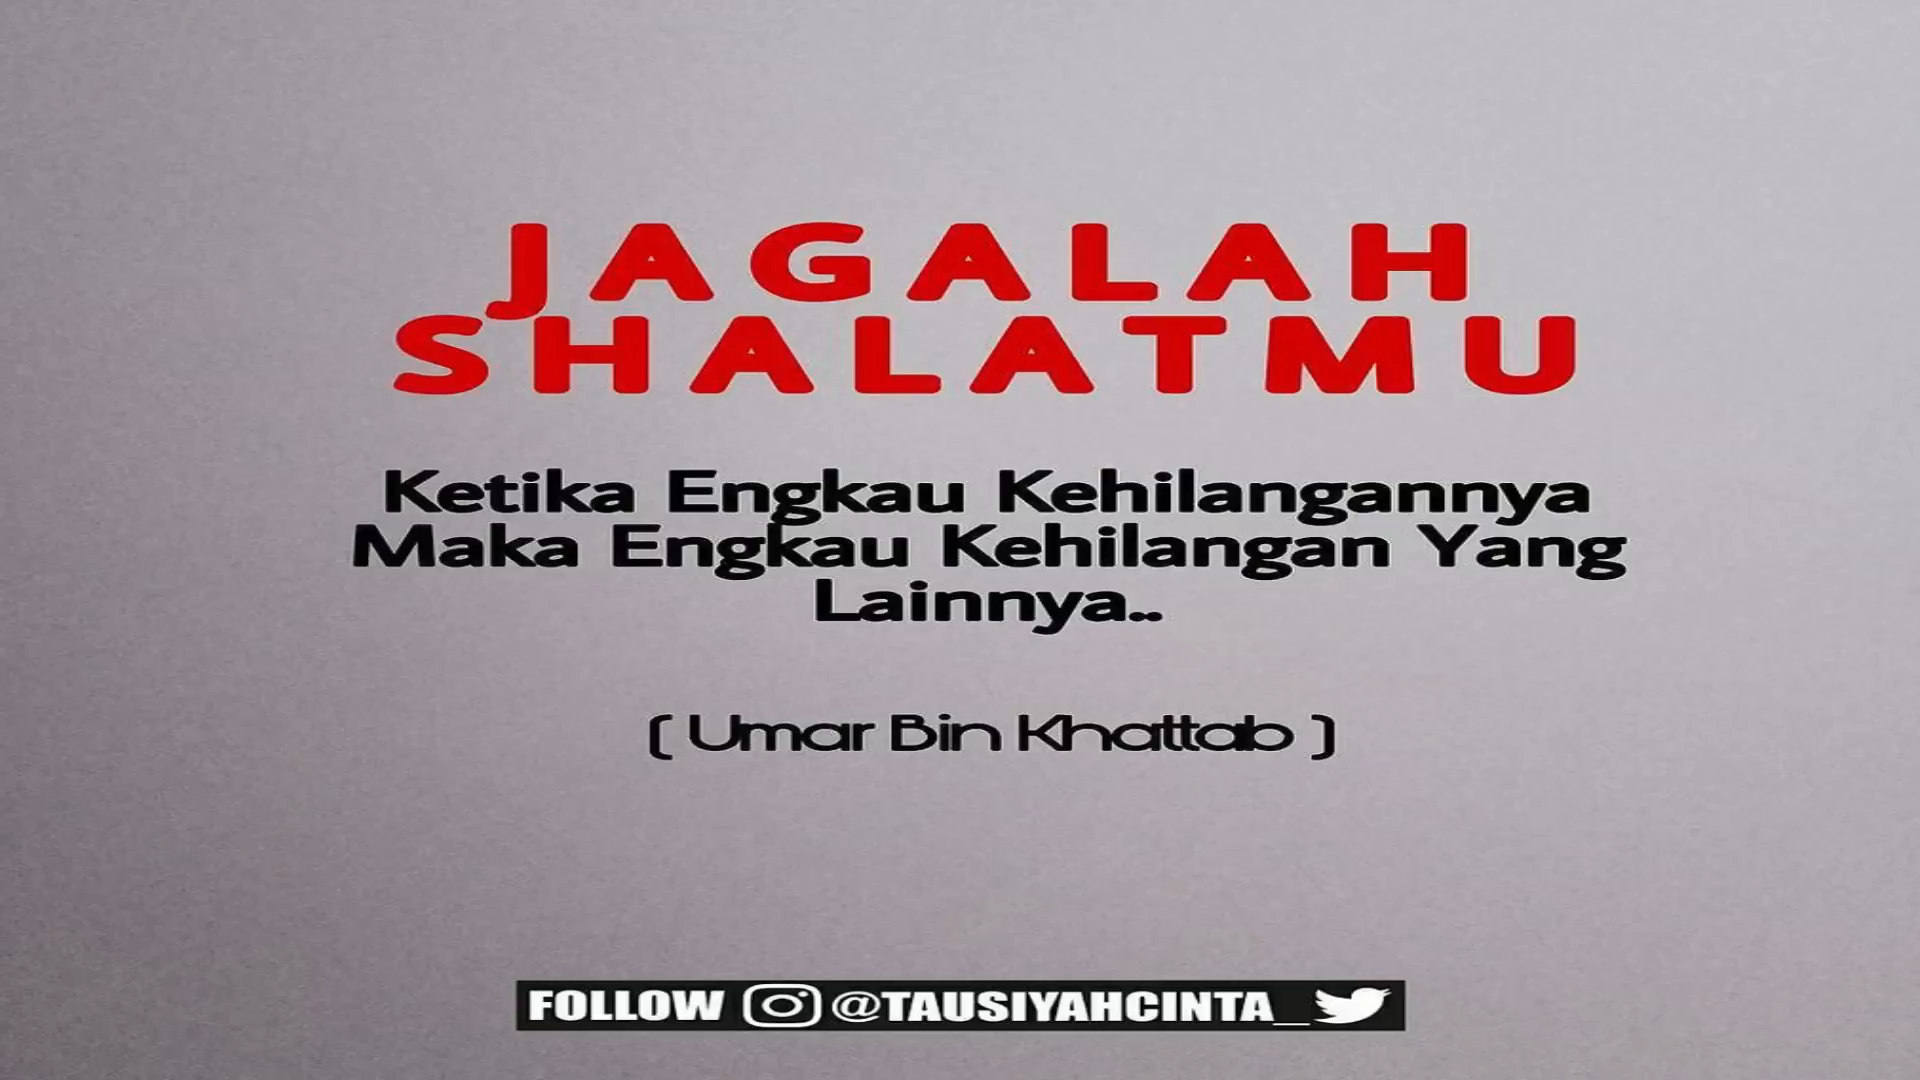 JAGALAH
SHALATMU
Ketika Engkau Kehilangannya
Maka Engkau Kehilangan Yang
Lainnya..
( Umar Bin Khattab )
FOLLOW @TAUSIYAHCINTA_